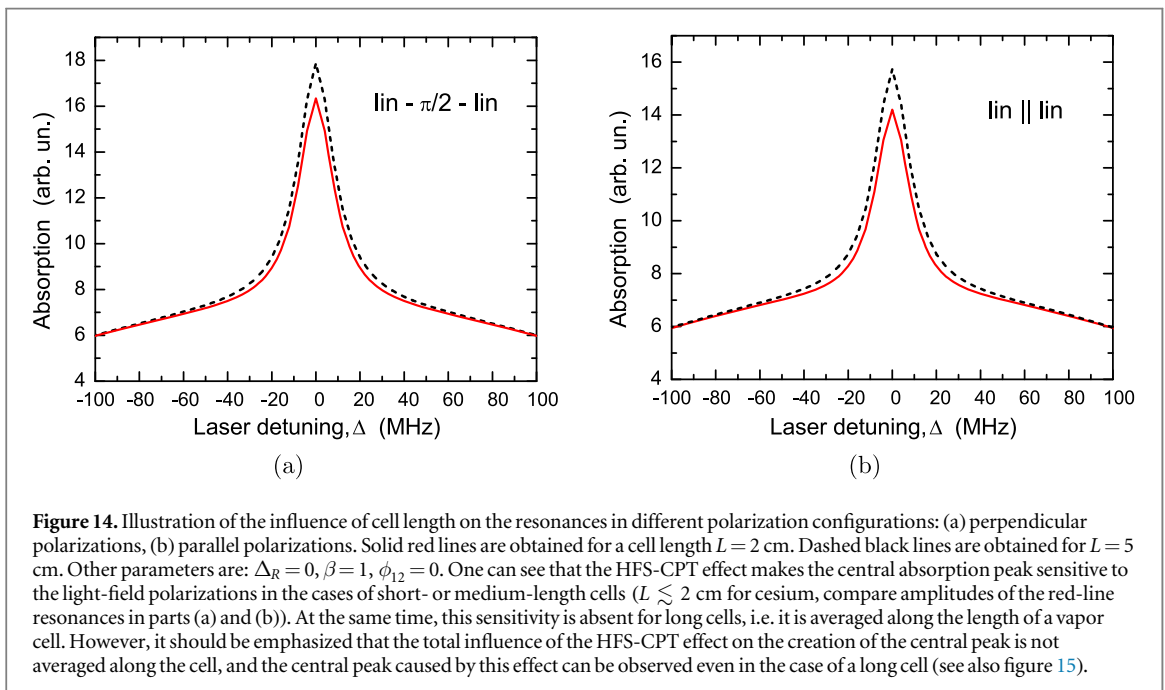 lin - π/2 - lin
lin || lin
18
16
14
12
10
8
6
4
16
14
12
10
8
6
4
Absorption (arb. un.)
Absorption (arb. un.)
-100 -80 -60 -40 -20 0 20 40 60 80 100
-100 -80 -60 -40 -20 0 20 40 60 80 100
Laser detuning, Δ (MHz)
Laser detuning, Δ (MHz)
(a)
(b)
Figure 14. Illustration of the influence of cell length on the resonances in different polarization configurations: (a) perpendicular
polarizations, (b) parallel polarizations. Solid red lines are obtained for a cell length L = 2 cm. Dashed black lines are obtained for L = 5
cm. Other parameters are: Δ_R = 0, β = 1, ϕ₁₂ = 0. One can see that the HFS-CPT effect makes the central absorption peak sensitive to
the light-field polarizations in the cases of short- or medium-length cells (L ≲ 2 cm for cesium, compare amplitudes of the red-line
resonances in parts (a) and (b)). At the same time, this sensitivity is absent for long cells, i.e. it is averaged along the length of a vapor
cell. However, it should be emphasized that the total influence of the HFS-CPT effect on the creation of the central peak is not
averaged along the cell, and the central peak caused by this effect can be observed even in the case of a long cell (see also figure 15).